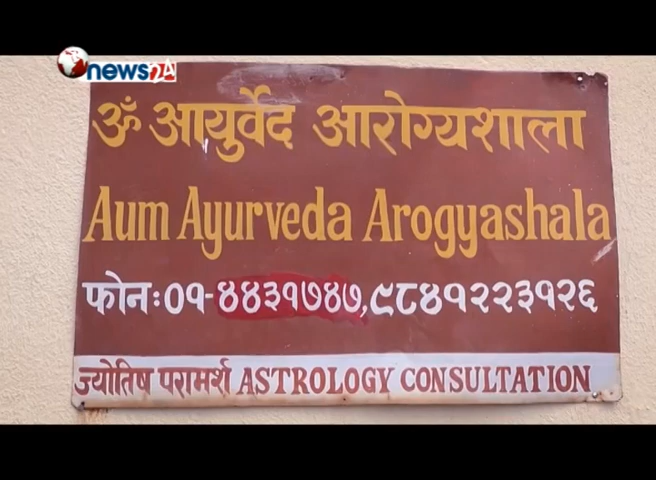 news24
ॐ आयुर्वेद आरोग्यशाला
Aum Ayurveda Arogyashala
फोन: ०१-४४३१७४७, ९८४१२२३१२६
ज्योतिष परामर्श ASTROLOGY CONSULTATION